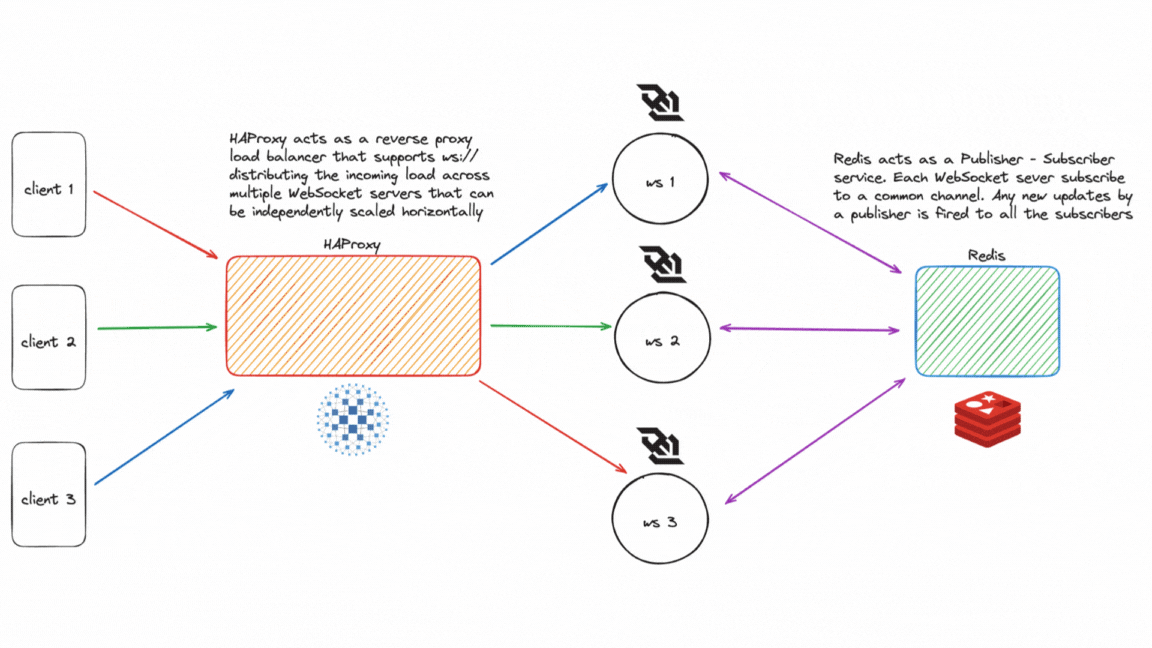 client 1
client 2
client 3
HAProxy acts as a reverse proxy
load balancer that supports ws://
distributing the incoming load across
multiple WebSocket servers that can
be independently scaled horizontally
HAProxy
ws 1
ws 2
ws 3
Redis acts as a Publisher - Subscriber
service. Each WebSocket sever subscribe
to a common channel. Any new updates by
a publisher is fired to all the subscribers
Redis